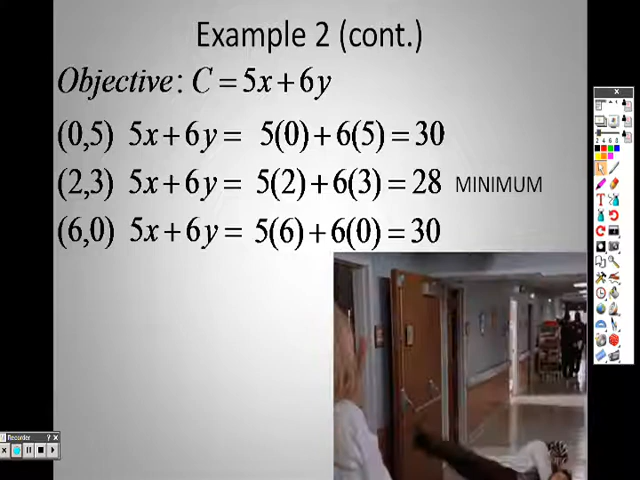 Example 2 (cont.)
Objective: C = 5x + 6y
(0,5) 5x + 6y = 5(0) + 6(5) = 30
(2,3) 5x + 6y = 5(2) + 6(3) = 28 MINIMUM
(6,0) 5x + 6y = 5(6) + 6(0) = 30
Recorder